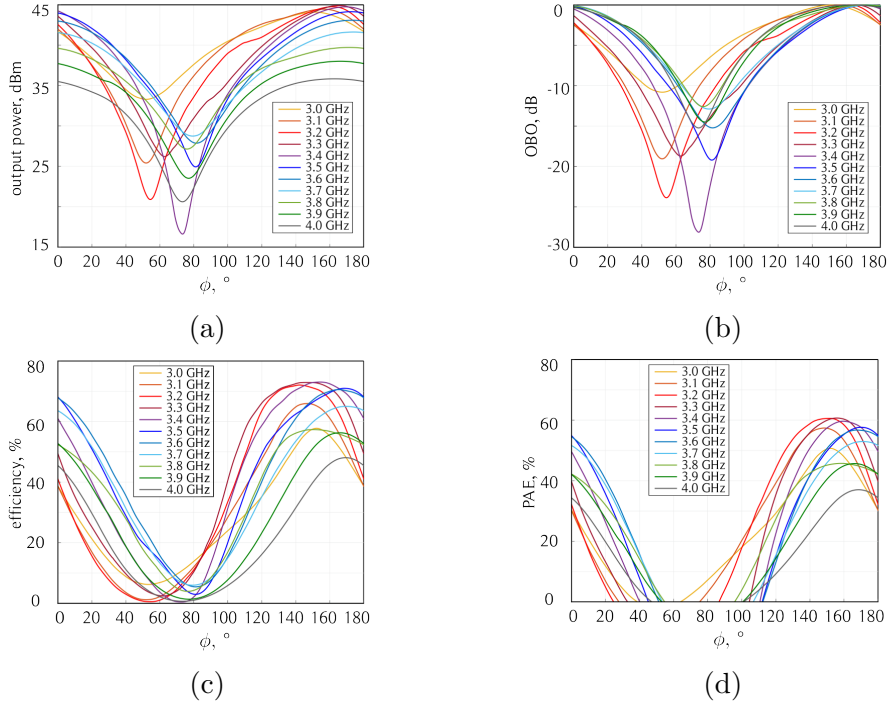 45
35
25
15
output power, dBm
0 20 40 60 80 100 120 140 160 180
ϕ, °
3.0 GHz
3.1 GHz
3.2 GHz
3.3 GHz
3.4 GHz
3.5 GHz
3.6 GHz
3.7 GHz
3.8 GHz
3.9 GHz
4.0 GHz
(a)
0
-10
-20
-30
OBO, dB
0 20 40 60 80 100 120 140 160 180
ϕ, °
3.0 GHz
3.1 GHz
3.2 GHz
3.3 GHz
3.4 GHz
3.5 GHz
3.6 GHz
3.7 GHz
3.8 GHz
3.9 GHz
4.0 GHz
(b)
80
60
40
20
0
efficiency, %
0 20 40 60 80 100 120 140 160 180
ϕ, °
3.0 GHz
3.1 GHz
3.2 GHz
3.3 GHz
3.4 GHz
3.5 GHz
3.6 GHz
3.7 GHz
3.8 GHz
3.9 GHz
4.0 GHz
(c)
80
60
40
20
0
PAE, %
0 20 40 60 80 100 120 140 160 180
ϕ, °
3.0 GHz
3.1 GHz
3.2 GHz
3.3 GHz
3.4 GHz
3.5 GHz
3.6 GHz
3.7 GHz
3.8 GHz
3.9 GHz
4.0 GHz
(d)